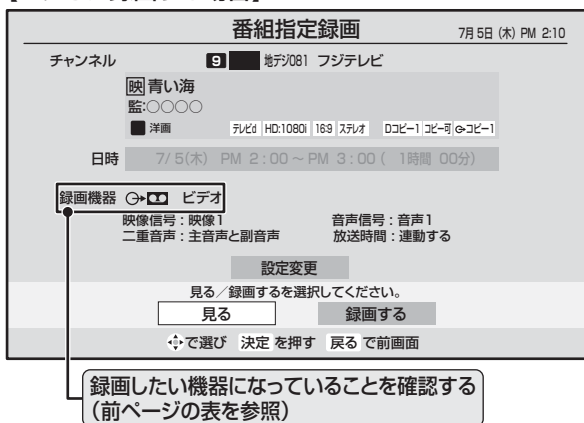 番組指定録画 7月 5日 (木) PM 2:10
チャンネル 9 地デジ081 フジテレビ
映 青い海
監:○○○○
洋画 テレビd HD:1080i 16:9 ステレオ Dコピー1 コピー可 コピー1
日時 7/ 5(木) PM 2:00~PM 3:00( 1時間 00分)
録画機器 ビデオ
映像信号:映像1 音声信号:音声1
二重音声:主音声と副音声 放送時間:連動する
設定変更
見る/録画するを選択してください。
見る 録画する
で選び 決定 を押す 戻る で前画面
録画したい機器になっていることを確認する
(前ページの表を参照)